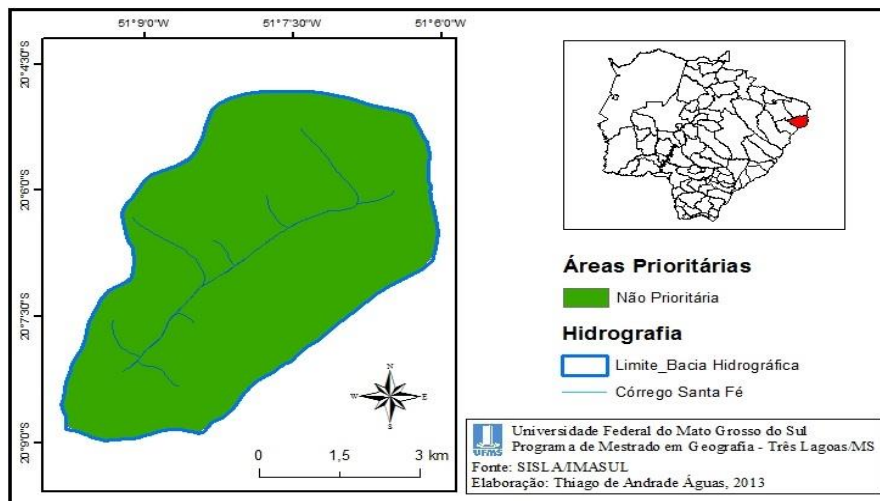 51°9'0"W
51°7'30"W
51°6'0"W
20°4'30"S
20°6'0"S
20°7'30"S
20°9'0"S
N
W
E
S
0
1,5
3 km
Áreas Prioritárias
Não Prioritária
Hidrografia
Limite_Bacia Hidrográfica
Córrego Santa Fé
UFMS
Universidade Federal do Mato Grosso do Sul
Programa de Mestrado em Geografia - Três Lagoas/MS
Fonte: SISLA/IMASUL
Elaboração: Thiago de Andrade Águas, 2013